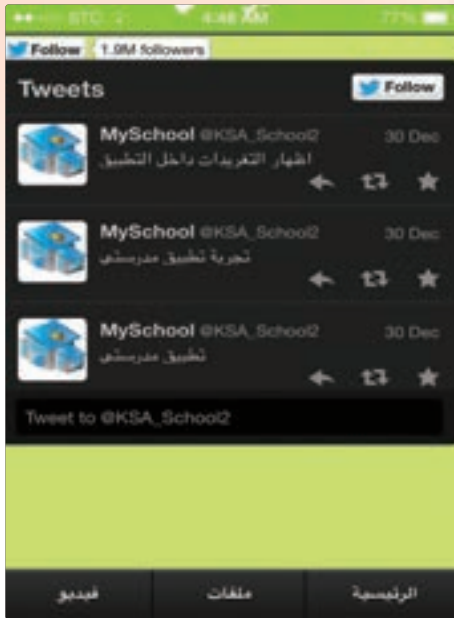 STC 4:48 AM 77%
Follow 1.9M followers
Tweets Follow
MySchool @KSA_School2 30 Dec
اظهار التغريدات داخل التطبيق
MySchool @KSA_School2 30 Dec
تجربة تطبيق مدرستي
MySchool @KSA_School2 30 Dec
تطبيق مدرستي
Tweet to @KSA_School2
الرئيسية ملفات فيديو